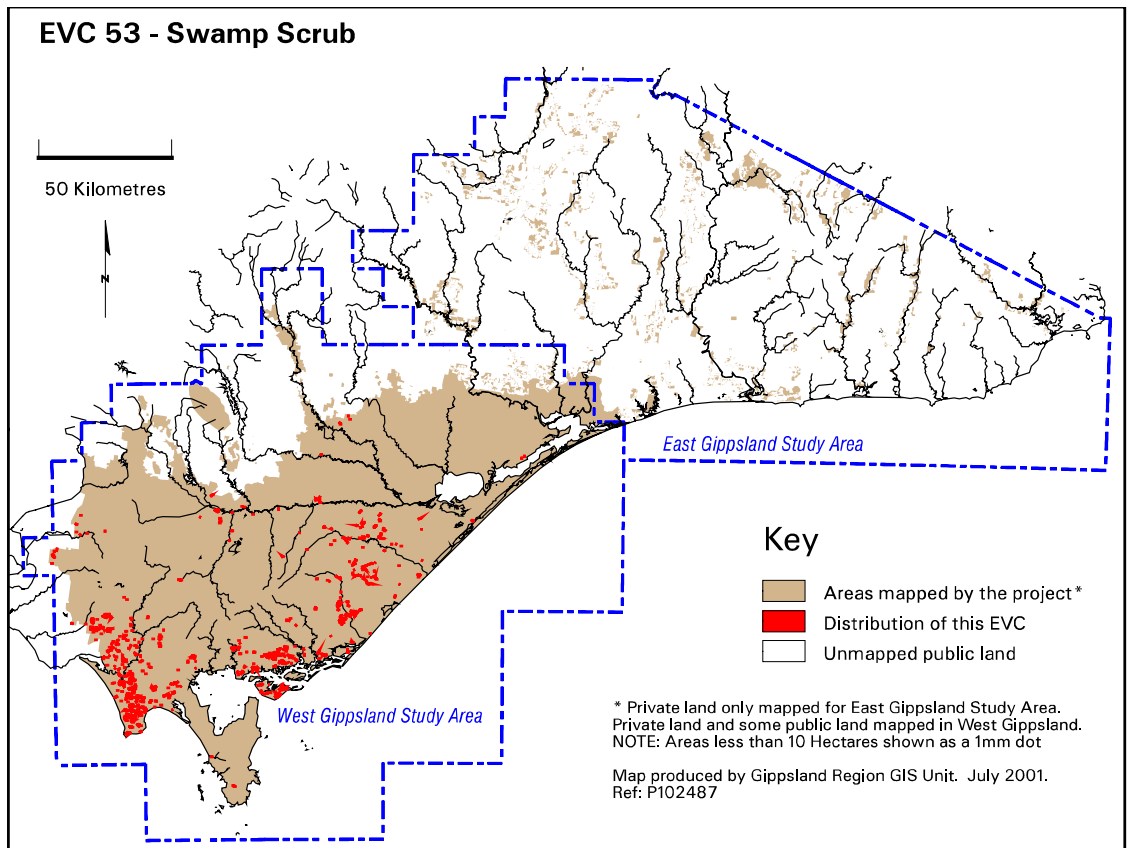 EVC 53 - Swamp Scrub
50 Kilometres
N
East Gippsland Study Area
West Gippsland Study Area
Key
Areas mapped by the project *
Distribution of this EVC
Unmapped public land
* Private land only mapped for East Gippsland Study Area.
Private land and some public land mapped in West Gippsland.
NOTE: Areas less than 10 Hectares shown as a 1mm dot
Map produced by Gippsland Region GIS Unit. July 2001.
Ref: P102487